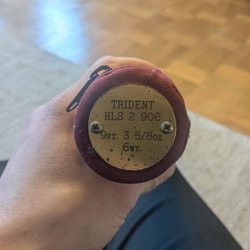 TRIDENT
HLS 2 906
9FT. 3 5/8OZ.
6WT.